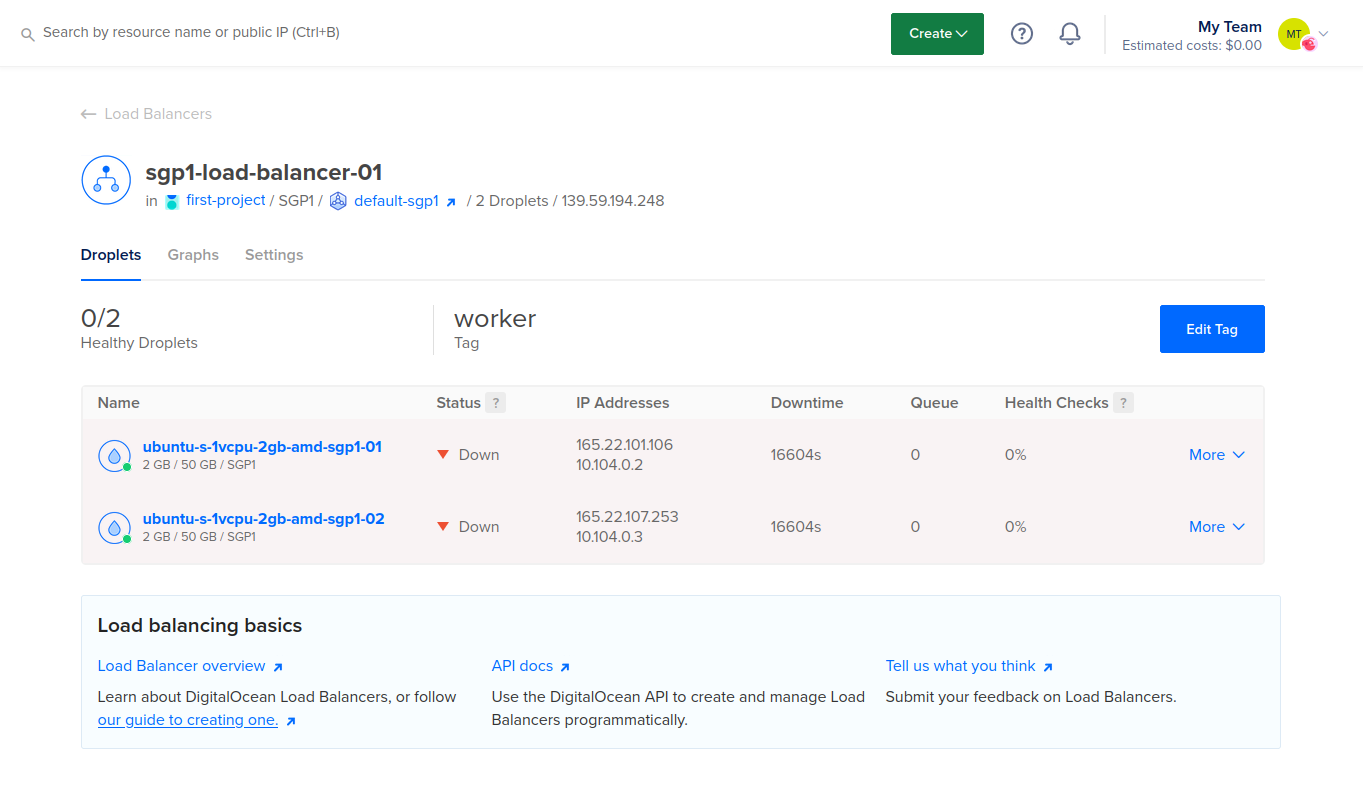 Search by resource name or public IP (Ctrl+B)
Create
?
My Team
Estimated costs: $0.00
MT
Load Balancers
sgp1-load-balancer-01
in first-project / SGP1 / default-sgp1 / 2 Droplets / 139.59.194.248
Droplets Graphs Settings
0/2
Healthy Droplets
worker
Tag
Edit Tag
Name Status ? IP Addresses Downtime Queue Health Checks ?
ubuntu-s-1vcpu-2gb-amd-sgp1-01
2 GB / 50 GB / SGP1
Down
165.22.101.106
10.104.0.2
16604s
0
0%
More
ubuntu-s-1vcpu-2gb-amd-sgp1-02
2 GB / 50 GB / SGP1
Down
165.22.107.253
10.104.0.3
16604s
0
0%
More
Load balancing basics
Load Balancer overview
Learn about DigitalOcean Load Balancers, or follow
our guide to creating one.
API docs
Use the DigitalOcean API to create and manage Load
Balancers programmatically.
Tell us what you think
Submit your feedback on Load Balancers.